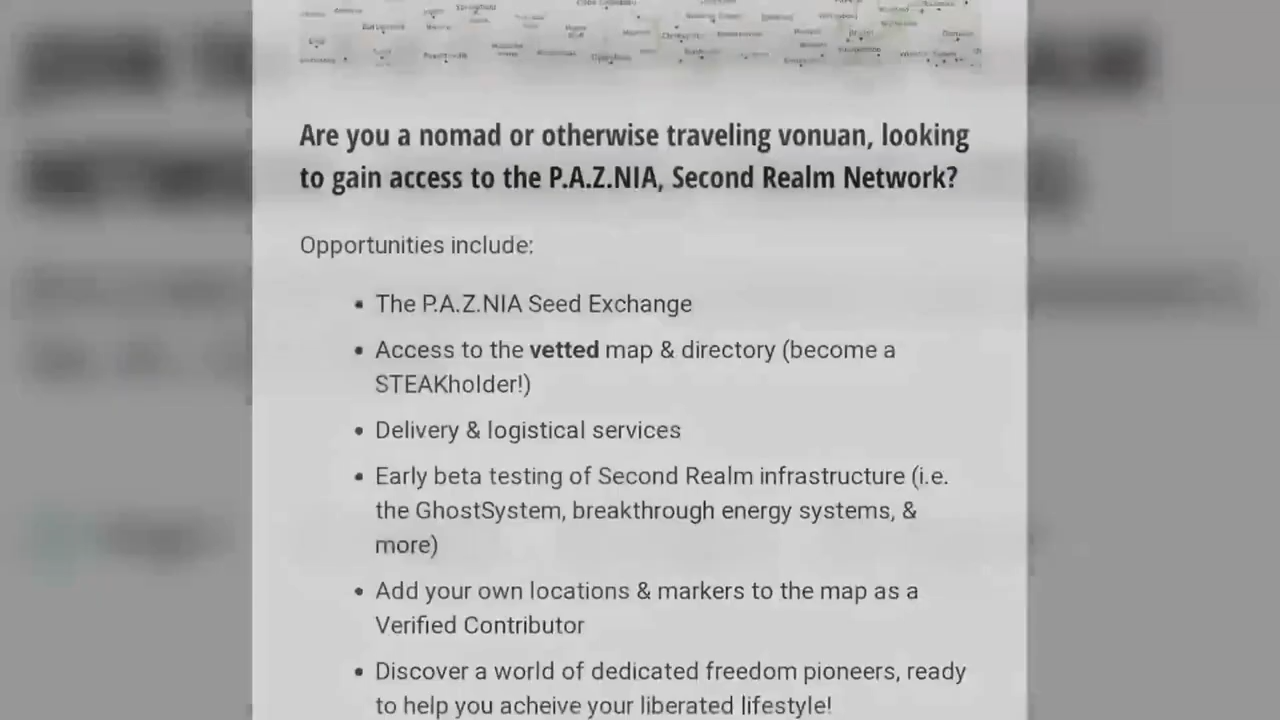 Are you a nomad or otherwise traveling vonuan, looking
to gain access to the P.A.Z.NIA, Second Realm Network?
Opportunities include:
• The P.A.Z.NIA Seed Exchange
• Access to the vetted map & directory (become a
STEAKholder!)
• Delivery & logistical services
• Early beta testing of Second Realm infrastructure (i.e.
the GhostSystem, breakthrough energy systems, &
more)
• Add your own locations & markers to the map as a
Verified Contributor
• Discover a world of dedicated freedom pioneers, ready
to help you acheive your liberated lifestyle!